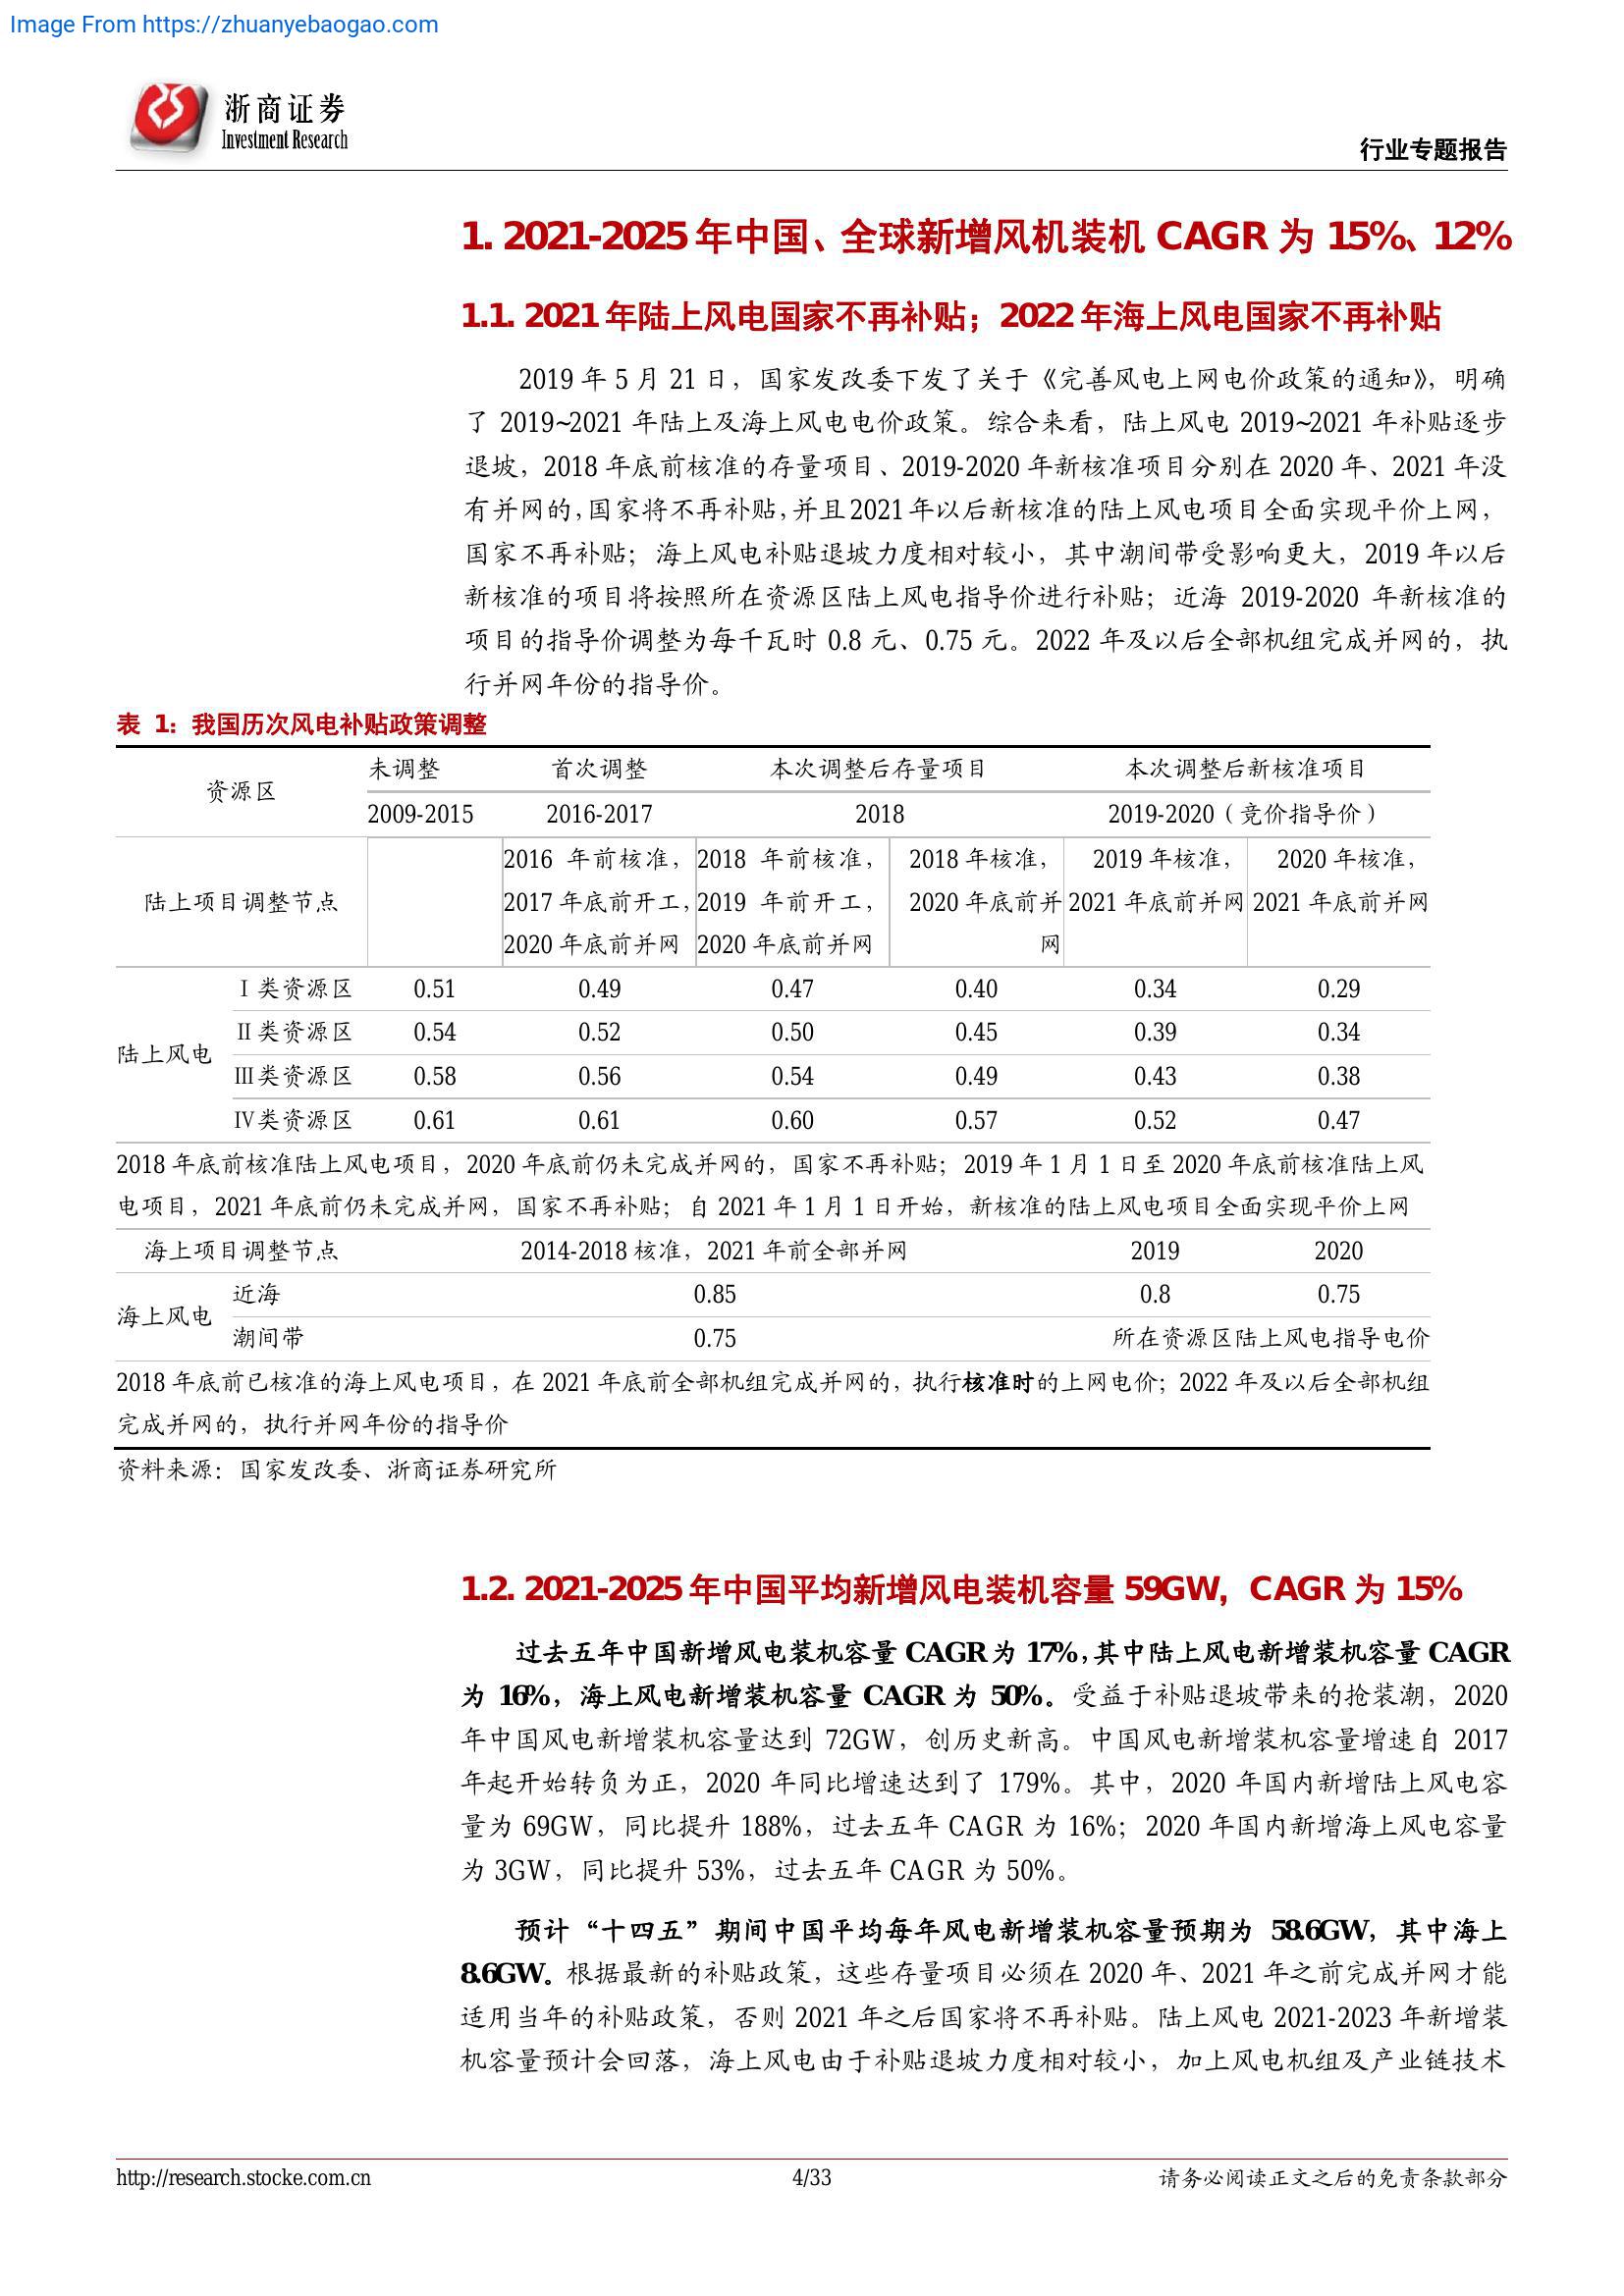 Image From https://zhuanyebaogao.com
浙商证券
Investment Research
行业专题报告
1. 2021-2025 年中国、全球新增风机装机 CAGR 为 15%、12%
1.1. 2021 年陆上风电国家不再补贴；2022 年海上风电国家不再补贴
2019 年 5 月 21 日，国家发改委下发了关于《完善风电上网电价政策的通知》，明确
了 2019~2021 年陆上及海上风电电价政策。综合来看，陆上风电 2019~2021 年补贴逐步
退坡，2018 年底前核准的存量项目、2019-2020 年新核准项目分别在 2020 年、2021 年没
有并网的，国家将不再补贴，并且 2021 年以后新核准的陆上风电项目全面实现平价上网，
国家不再补贴；海上风电补贴退坡力度相对较小，其中潮间带受影响更大，2019 年以后
新核准的项目将按照所在资源区陆上风电指导价进行补贴；近海 2019-2020 年新核准的
项目的指导价调整为每千瓦时 0.8 元、0.75 元。2022 年及以后全部机组完成并网的，执
行并网年份的指导价。
表 1：我国历次风电补贴政策调整
资源区 未调整 首次调整 本次调整后存量项目 本次调整后新核准项目
2009-2015 2016-2017 2018 2019-2020（竞价指导价）
2016 年前核准， 2018 年前核准， 2018 年核准， 2019 年核准， 2020 年核准，
陆上项目调整节点 2017 年底前开工， 2019 年前开工， 2020 年底前并 2021 年底前并网 2021 年底前并网
2020 年底前并网 2020 年底前并网 网
Ⅰ类资源区 0.51 0.49 0.47 0.40 0.34 0.29
Ⅱ类资源区 0.54 0.52 0.50 0.45 0.39 0.34
陆上风电
Ⅲ类资源区 0.58 0.56 0.54 0.49 0.43 0.38
Ⅳ类资源区 0.61 0.61 0.60 0.57 0.52 0.47
2018 年底前核准陆上风电项目，2020 年底前仍未完成并网的，国家不再补贴；2019 年 1 月 1 日至 2020 年底前核准陆上风
电项目，2021 年底前仍未完成并网，国家不再补贴；自 2021 年 1 月 1 日开始，新核准的陆上风电项目全面实现平价上网
海上项目调整节点 2014-2018 核准，2021 年前全部并网 2019 2020
近海 0.85 0.8 0.75
海上风电
潮间带 0.75 所在资源区陆上风电指导电价
2018 年底前已核准的海上风电项目，在 2021 年底前全部机组完成并网的，执行核准时的上网电价；2022 年及以后全部机组
完成并网的，执行并网年份的指导价
资料来源：国家发改委、浙商证券研究所
1.2. 2021-2025 年中国平均新增风电装机容量 59GW，CAGR 为 15%
过去五年中国新增风电装机容量 CAGR 为 17%，其中陆上风电新增装机容量 CAGR
为 16%，海上风电新增装机容量 CAGR 为 50%。受益于补贴退坡带来的抢装潮，2020
年中国风电新增装机容量达到 72GW，创历史新高。中国风电新增装机容量增速自 2017
年起开始转负为正，2020 年同比增速达到了 179%。其中，2020 年国内新增陆上风电容
量为 69GW，同比提升 188%，过去五年 CAGR 为 16%；2020 年国内新增海上风电容量
为 3GW，同比提升 53%，过去五年 CAGR 为 50%。
预计“十四五”期间中国平均每年风电新增装机容量预期为 58.6GW，其中海上
8.6GW。根据最新的补贴政策，这些存量项目必须在 2020 年、2021 年之前完成并网才能
适用当年的补贴政策，否则 2021 年之后国家将不再补贴。陆上风电 2021-2023 年新增装
机容量预计会回落，海上风电由于补贴退坡力度相对较小，加上风电机组及产业链技术
http://research.stocke.com.cn 4/33 请务必阅读正文之后的免责条款部分